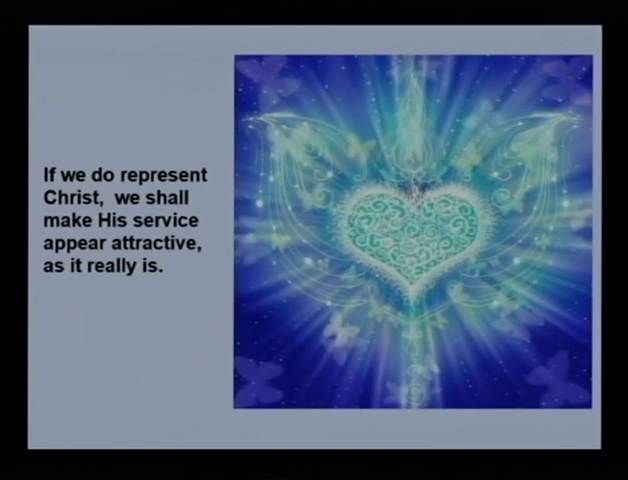 If we do represent
Christ,  we shall
make His service
appear attractive,
as it really is.